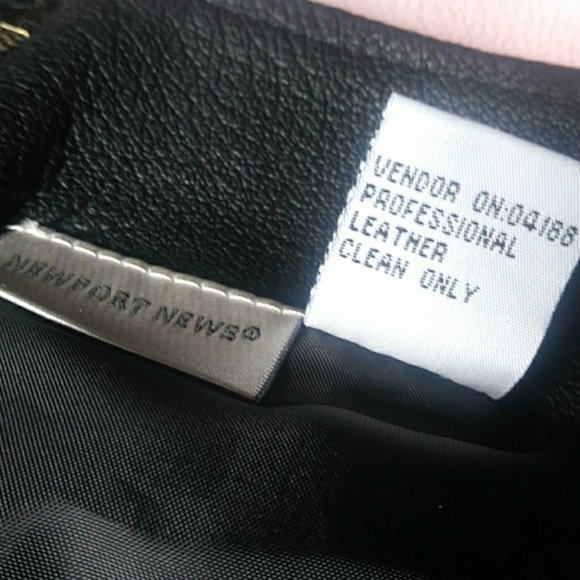 VENDOR ON:04188
PROFESSIONAL
LEATHER
CLEAN ONLY
NEWPORT NEWS®